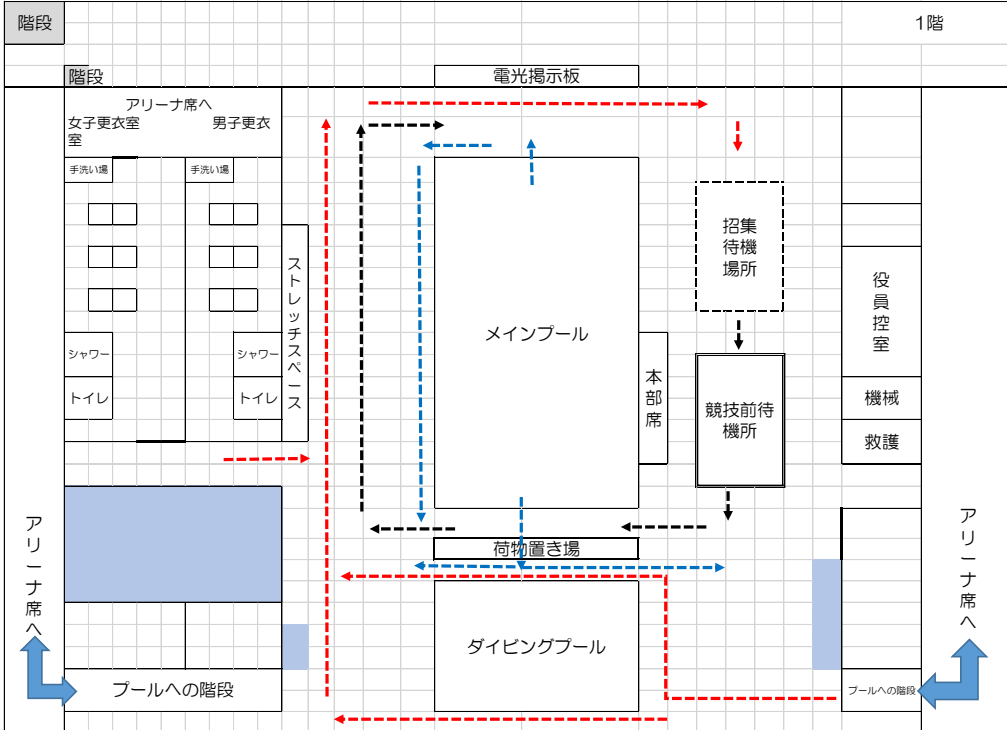 階段
1階
階段
電光掲示板
アリーナ席へ
女子更衣室
男子更衣
手洗い場
手洗い場
招集
待機
場所
ストレッチスペース
役員控室
メインプール
シャワー
シャワー
本部席
トイレ
トイレ
機械
競技前待
機所
救護
アリーナ席へ
荷物置き場
アリーナ席へ
ダイビングプール
プールへの階段
プールへの階段